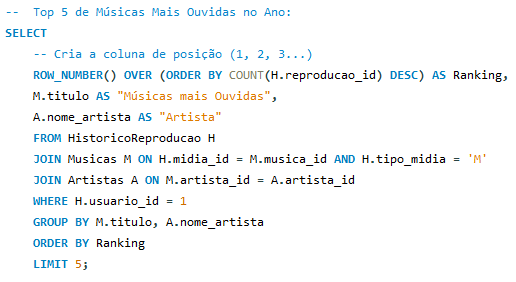 --  Top 5 de Músicas Mais Ouvidas no Ano:
SELECT
    -- Cria a coluna de posição (1, 2, 3...)
    ROW_NUMBER() OVER (ORDER BY COUNT(H.reproducao_id) DESC) AS Ranking,
    M.titulo AS "Músicas mais Ouvidas",
    A.nome_artista AS "Artista"
    FROM HistoricoReproducao H
    JOIN Musicas M ON H.midia_id = M.musica_id AND H.tipo_midia = 'M'
    JOIN Artistas A ON M.artista_id = A.artista_id
    WHERE H.usuario_id = 1
    GROUP BY M.titulo, A.nome_artista
    ORDER BY Ranking
    LIMIT 5;